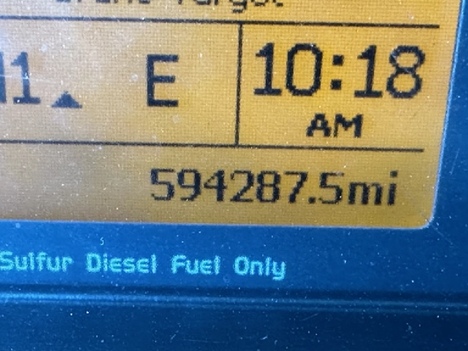 E
10:18
AM
594287.5mi
Sulfur Diesel Fuel Only